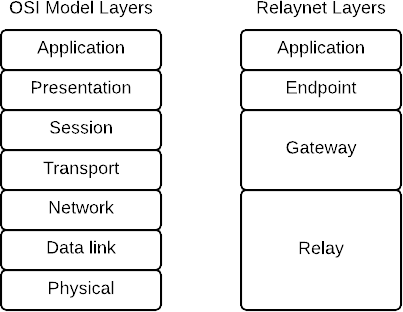 OSI Model Layers
Application
Presentation
Session
Transport
Network
Data link
Physical
Relaynet Layers
Application
Endpoint
Gateway
Relay